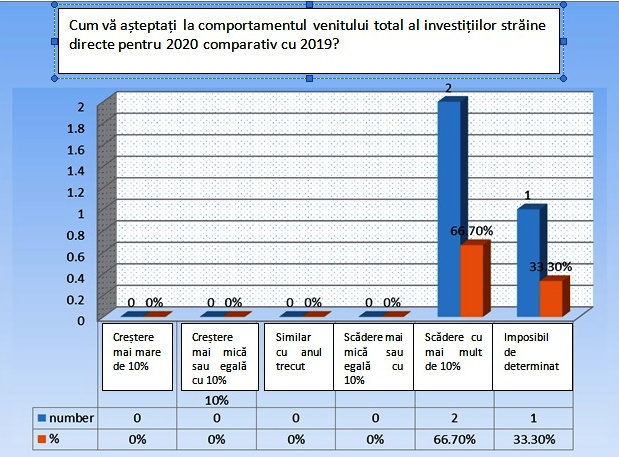 Cum vă așteptați la comportamentul venitului total al investițiilor străine
directe pentru 2020 comparativ cu 2019?
2
1.8
1.6
1.4
1.2
1
0.8
0.6
0.4
0.2
0
0 0%
0 0%
0 0%
0 0%
2
66.70%
1
33.30%
Creștere
mai mare
de 10%
Creștere
mai mică
sau egală
cu 10%
10%
Similar
cu anul
trecut
Scădere mai
mică sau
egală cu
10%
Scădere cu
mai mult
de 10%
Imposibil
de
determinat
number 0 0 0 0 2 1
% 0% 0% 0% 0% 66.70% 33.30%